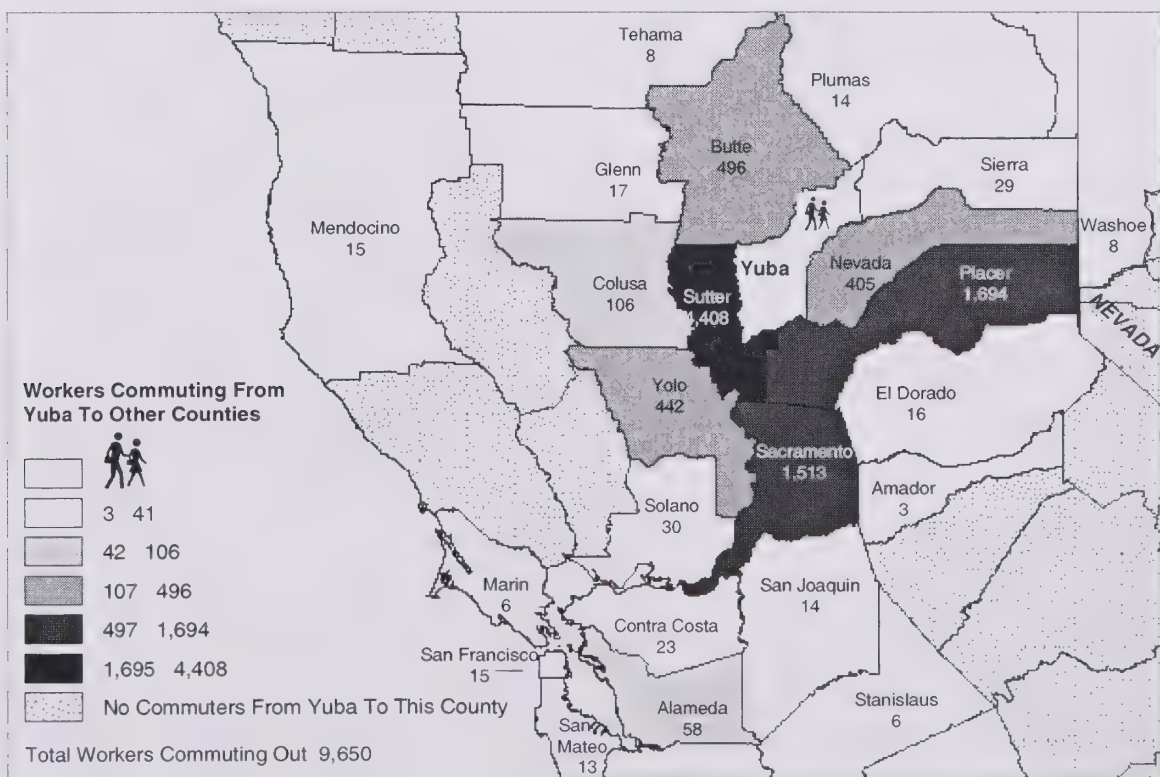 Tehama
8
Plumas
14
Butte
496
Glenn
17
Sierra
29
Mendocino
15
Washoe
8
Yuba
Nevada
405
Placer
1,694
Colusa
106
Sutter
4,408
NEVADA
Workers Commuting From
Yuba To Other Counties
3 41
42 106
107 496
497 1,694
1,695 4,408
No Commuters From Yuba To This County
Total Workers Commuting Out 9,650
Yolo
442
El Dorado
16
Sacramento
1,513
Amador
3
Solano
30
Marin
6
San Joaquin
14
Contra Costa
23
San Francisco
15
Alameda
58
Stanislaus
6
San
Mateo
13